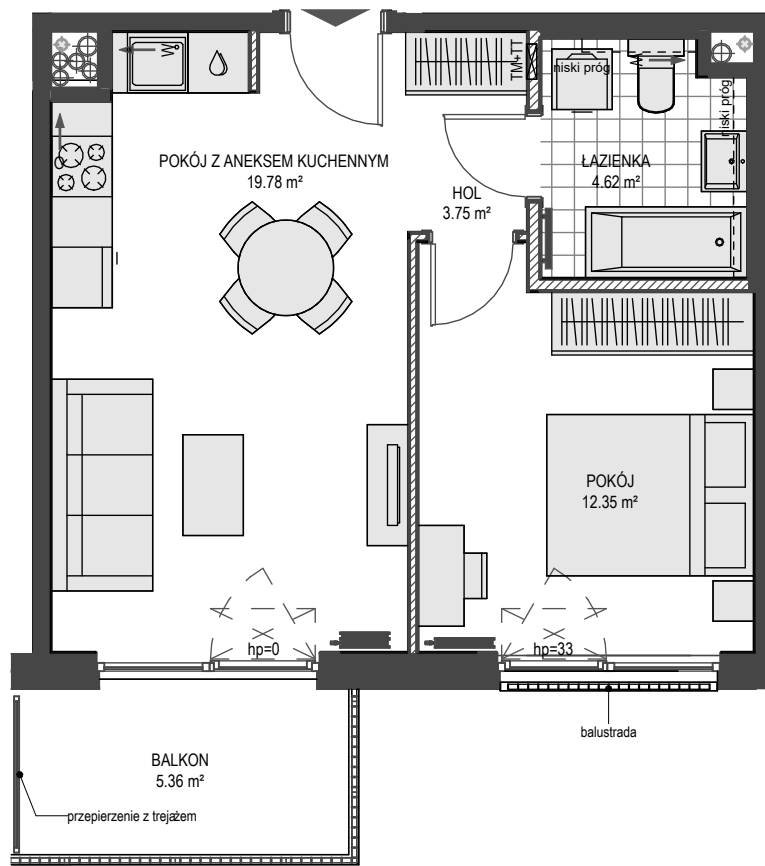 TM+TT
niski próg
niski próg
POKÓJ Z ANEKSEM KUCHENNYM
19.78 m²
ŁAZIENKA
4.62 m²
HOL
3.75 m²
POKÓJ
12.35 m²
hp=0
hp=33
balustrada
BALKON
5.36 m²
przepierzenie z trejażem